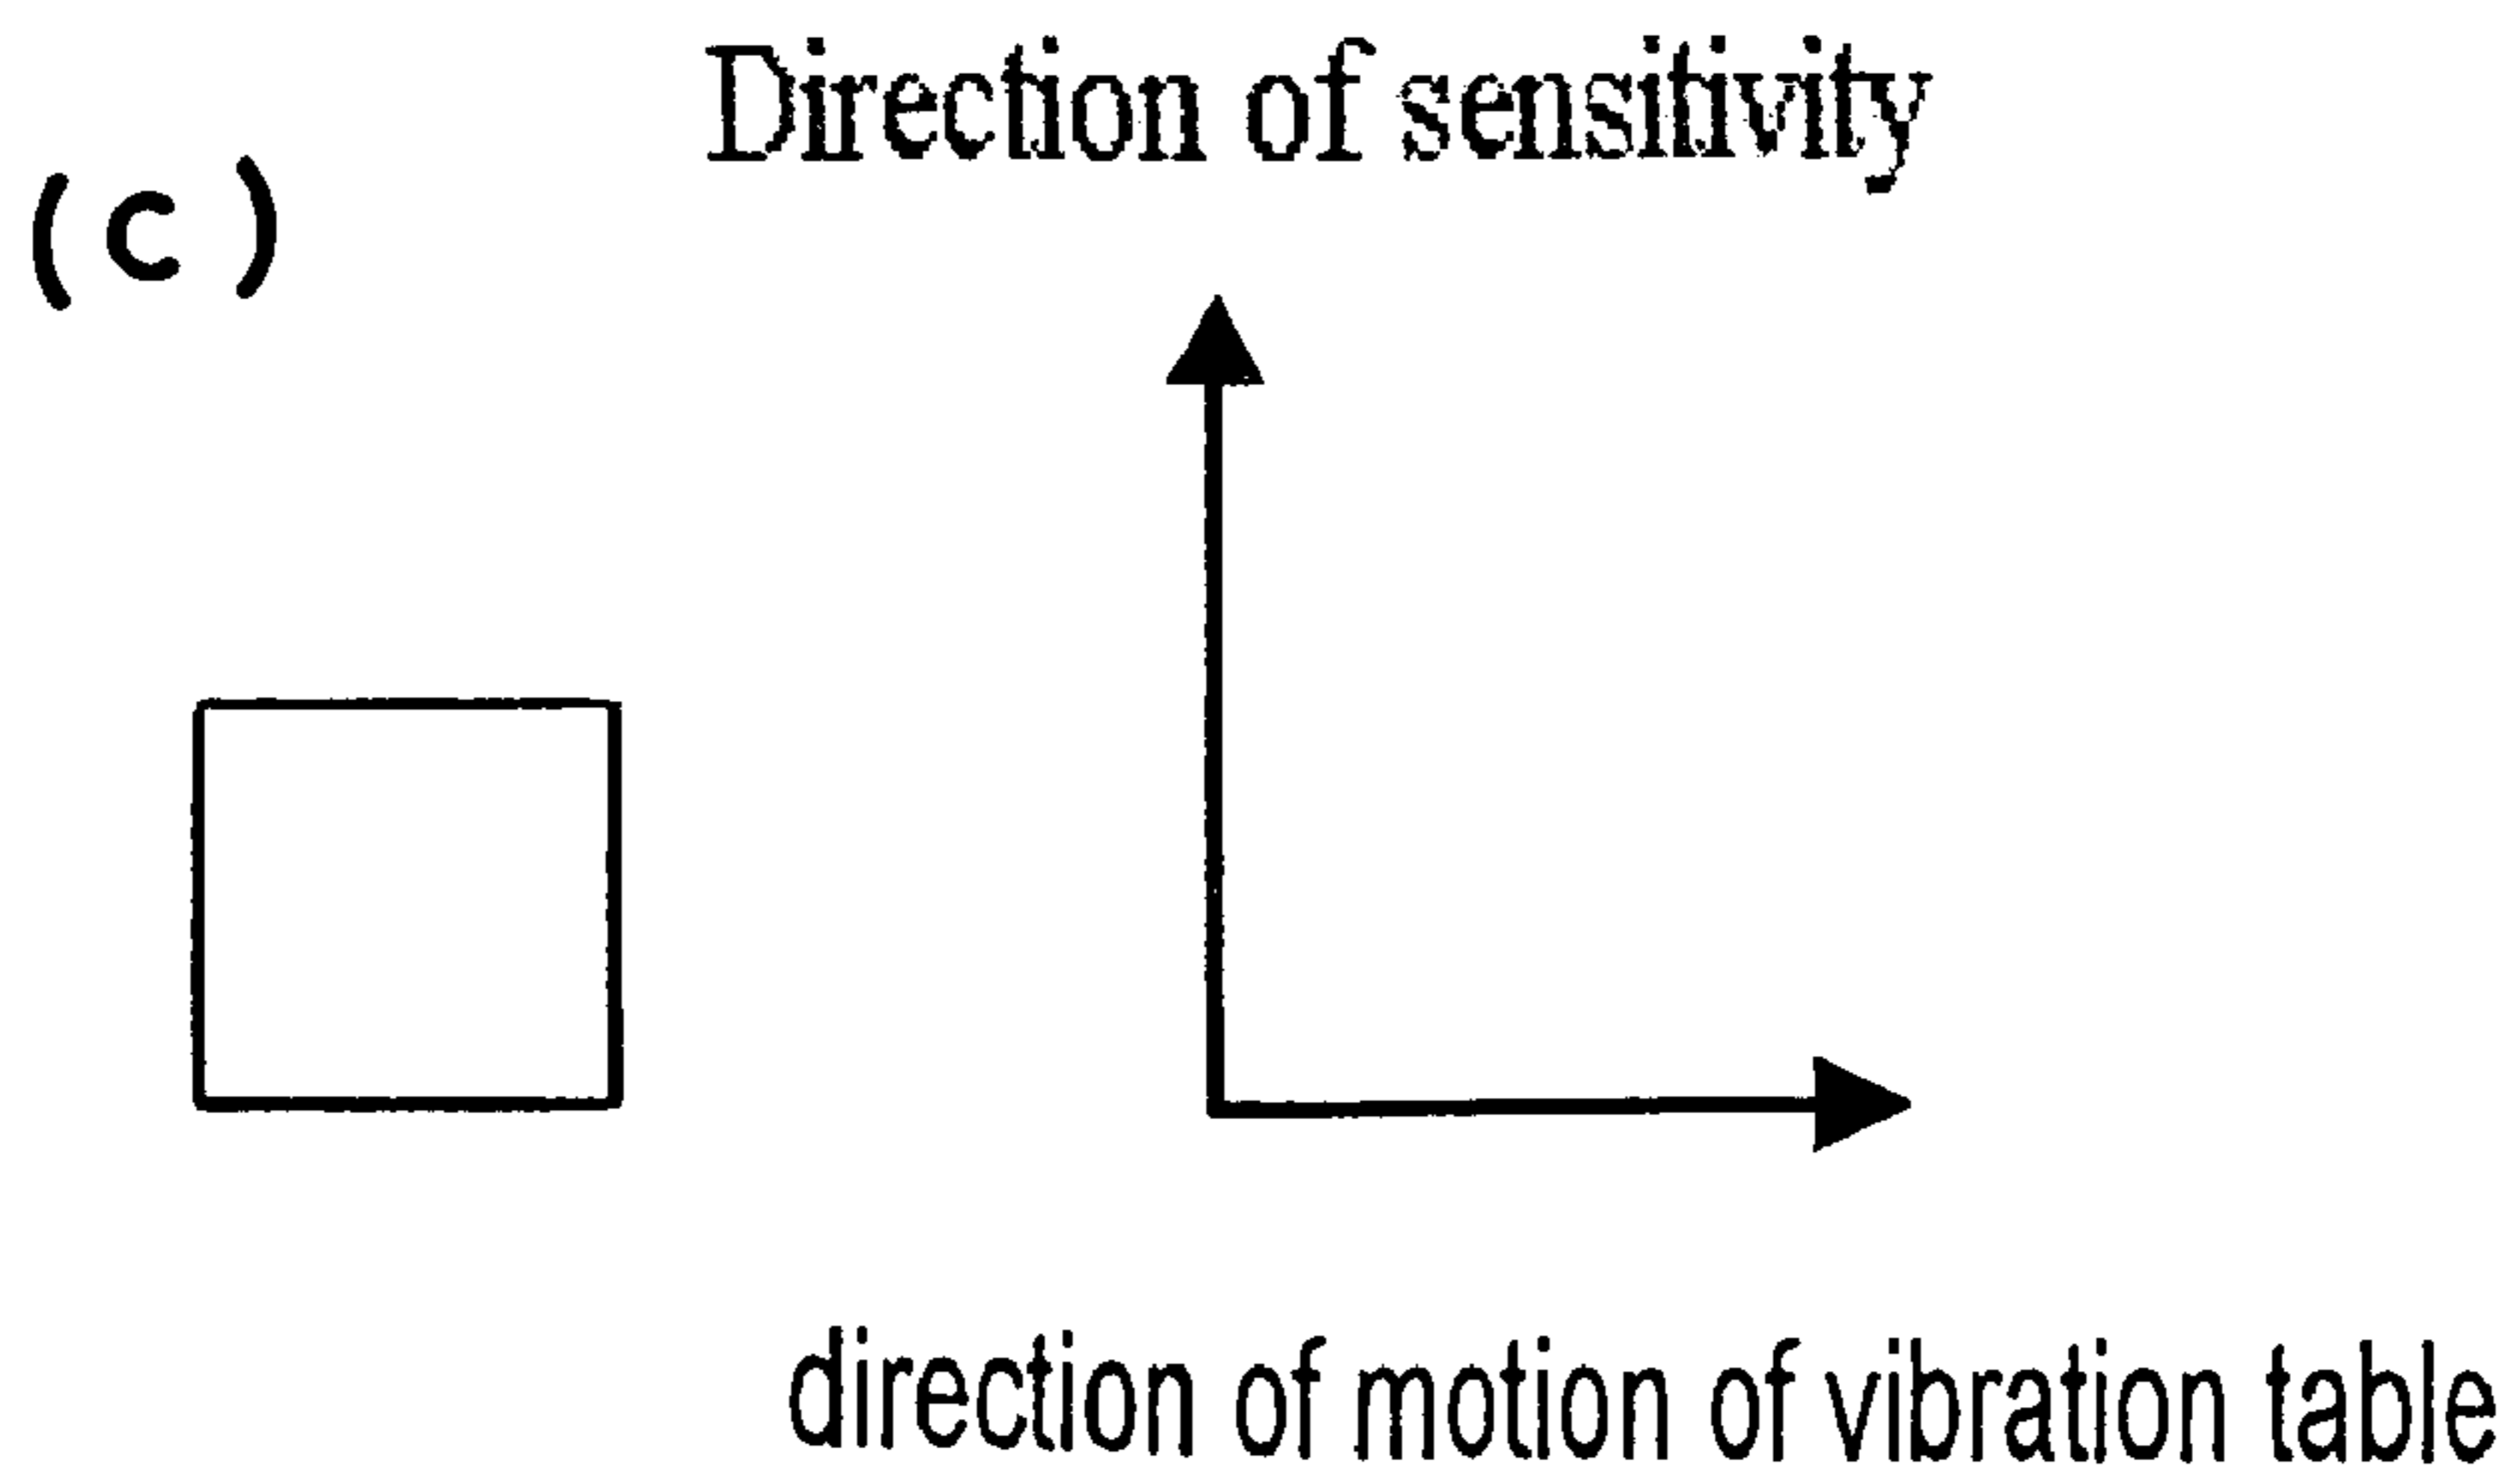 Direction of sensitivity
(c)
direction of motion of vibration table